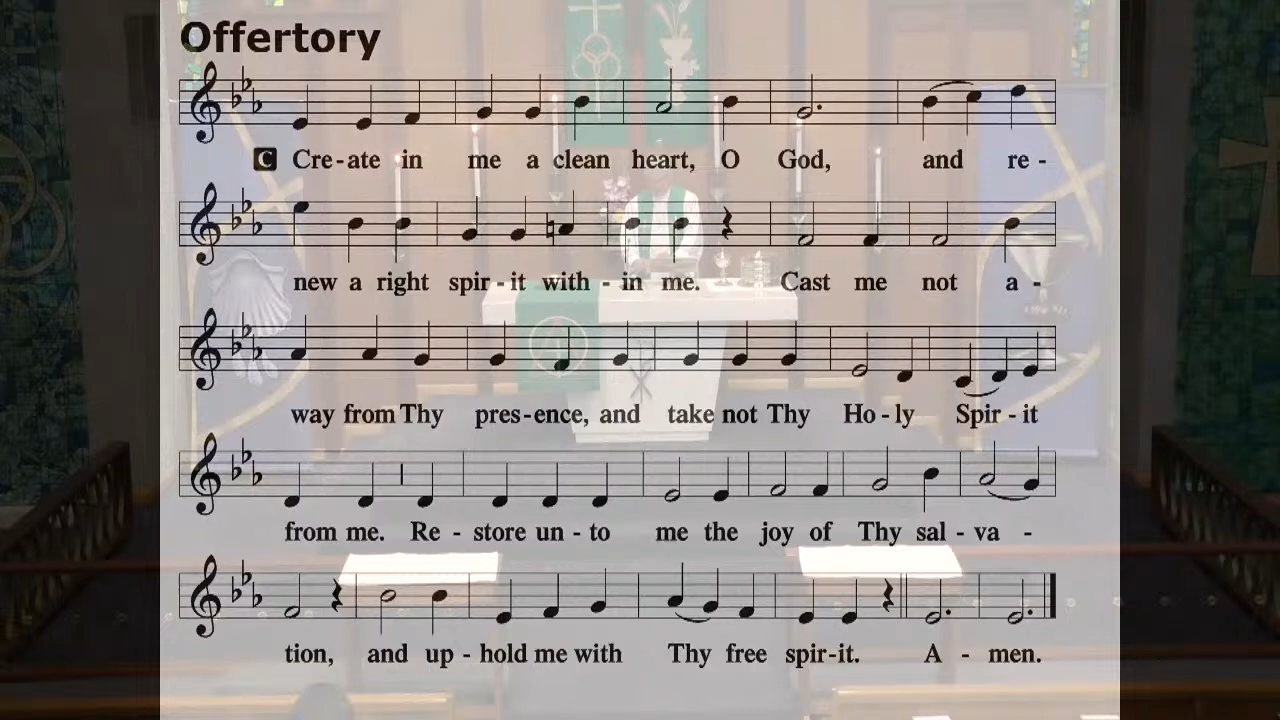 Offertory
C Cre-ate in me a clean heart, O God, and re -
new a right spir - it with - in me. Cast me not a -
way from Thy pres-ence, and take not Thy Ho - ly Spir - it
from me. Re - store un - to me the joy of Thy sal - va -
tion, and up - hold me with Thy free spir-it. A - men.